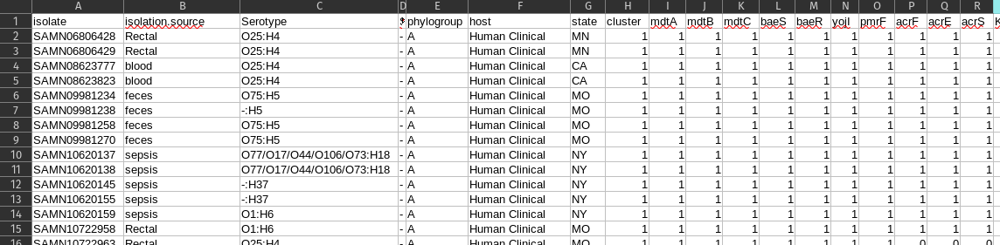 A B C D E F G H I J K L M N O P Q R
1 isolate isolation.source Serotype phylogroup host state cluster mdtA mdtB mdtC baeS baeR yojI pmrF acrF acrE acrS K
2 SAMN06806428 Rectal O25:H4 - A Human Clinical MN 1 1 1 1 1 1 1 1 1 1 1
3 SAMN06806429 Rectal O25:H4 - A Human Clinical MN 1 1 1 1 1 1 1 1 1 1 1
4 SAMN08623777 blood O25:H4 - A Human Clinical CA 1 1 1 1 1 1 1 1 1 1 1
5 SAMN08623823 blood O25:H4 - A Human Clinical CA 1 1 1 1 1 1 1 1 1 1 1
6 SAMN09981234 feces O75:H5 - A Human Clinical MO 1 1 1 1 1 1 1 1 1 1 1
7 SAMN09981238 feces -:H5 - A Human Clinical MO 1 1 1 1 1 1 1 1 1 1 1
8 SAMN09981258 feces O75:H5 - A Human Clinical MO 1 1 1 1 1 1 1 1 1 1 1
9 SAMN09981270 feces O75:H5 - A Human Clinical MO 1 1 1 1 1 1 1 1 1 1 1
10 SAMN10620137 sepsis O77/O17/O44/O106/O73:H18 - A Human Clinical NY 1 1 1 1 1 1 1 1 1 1 1
11 SAMN10620138 sepsis O77/O17/O44/O106/O73:H18 - A Human Clinical NY 1 1 1 1 1 1 1 1 1 1 1
12 SAMN10620145 sepsis -:H37 - A Human Clinical NY 1 1 1 1 1 1 1 1 1 1 1
13 SAMN10620155 sepsis -:H37 - A Human Clinical NY 1 1 1 1 1 1 1 1 1 1 1
14 SAMN10620159 sepsis O1:H6 - A Human Clinical NY 1 1 1 1 1 1 1 1 1 1 1
15 SAMN10722958 Rectal O1:H6 - A Human Clinical MO 1 1 1 1 1 1 1 1 1 1 1
16 SAMN10722963 Rectal O25:H4 - A Human Clinical MO 1 1 1 1 1 1 1 1 0 0 0